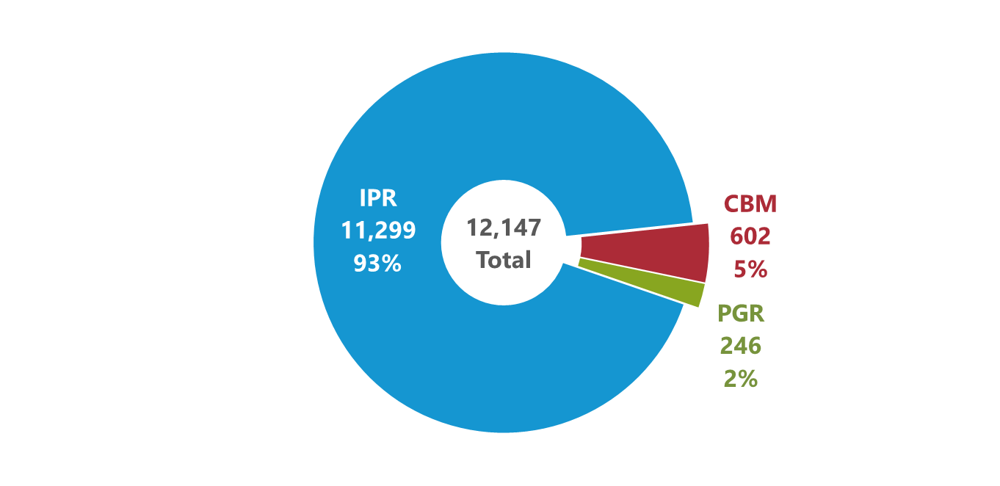 IPR
11,299
93%
12,147
Total
CBM
602
5%
PGR
246
2%